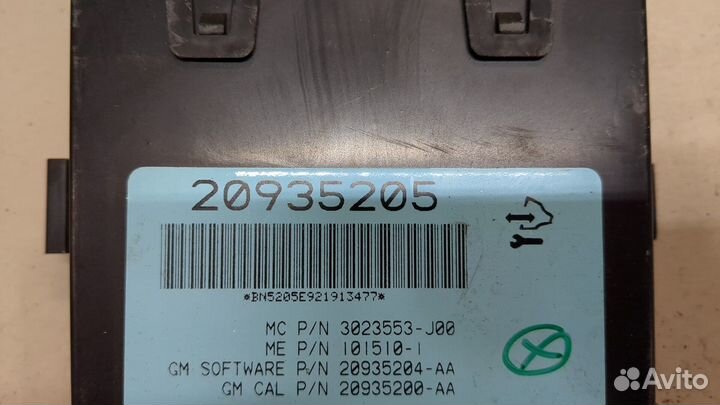 20935205
*BN5205E921913477*
MC P/N 3023553-J00
ME P/N 101510-1
GM SOFTWARE P/N 20935204-AA
GM CAL P/N 20935200-AA
Avito